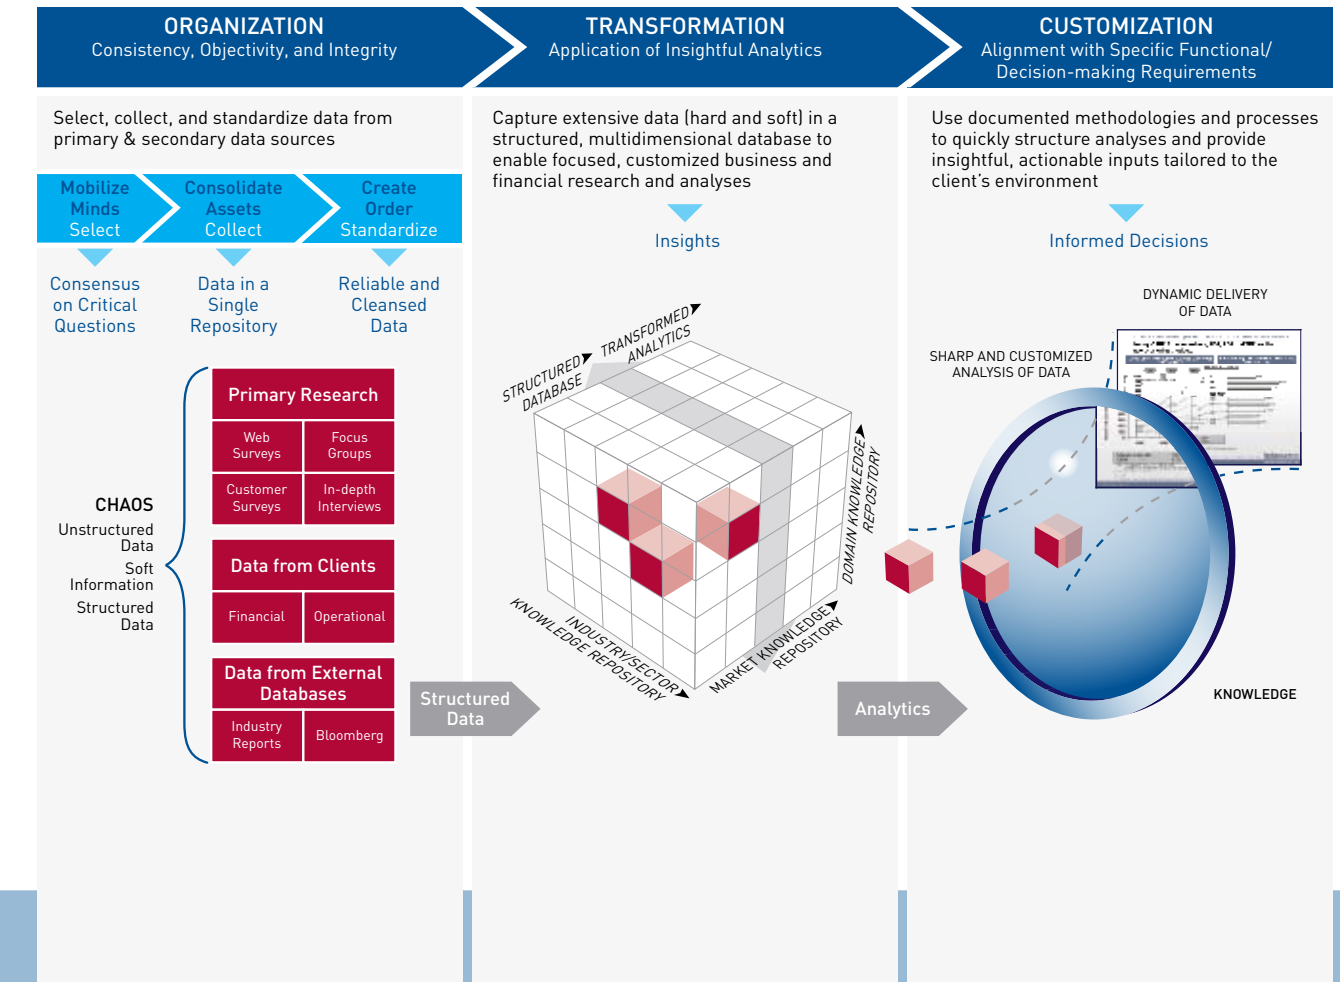 ORGANIZATION
Consistency, Objectivity, and Integrity
TRANSFORMATION
Application of Insightful Analytics
CUSTOMIZATION
Alignment with Specific Functional/
Decision-making Requirements
Select, collect, and standardize data from
primary & secondary data sources
Mobilize
Minds
Select
Consolidate
Assets
Collect
Create
Order
Standardize
Consensus
on Critical
Questions
Data in a
Single
Repository
Reliable and
Cleansed
Data
CHAOS
Unstructured
Data
Soft
Information
Structured
Data
Primary Research
Web
Surveys
Focus
Groups
Customer
Surveys
In-depth
Interviews
Data from Clients
Financial
Operational
Data from External
Databases
Industry
Reports
Bloomberg
Structured
Data
Capture extensive data (hard and soft) in a
structured, multidimensional database to
enable focused, customized business and
financial research and analyses
Insights
STRUCTURED
DATABASE
TRANSFORMED
ANALYTICS
DOMAIN KNOWLEDGE
REPOSITORY
INDUSTRY/SECTOR
KNOWLEDGE REPOSITORY
MARKET KNOWLEDGE
REPOSITORY
Analytics
Use documented methodologies and processes
to quickly structure analyses and provide
insightful, actionable inputs tailored to the
client's environment
Informed Decisions
DYNAMIC DELIVERY
OF DATA
SHARP AND CUSTOMIZED
ANALYSIS OF DATA
KNOWLEDGE